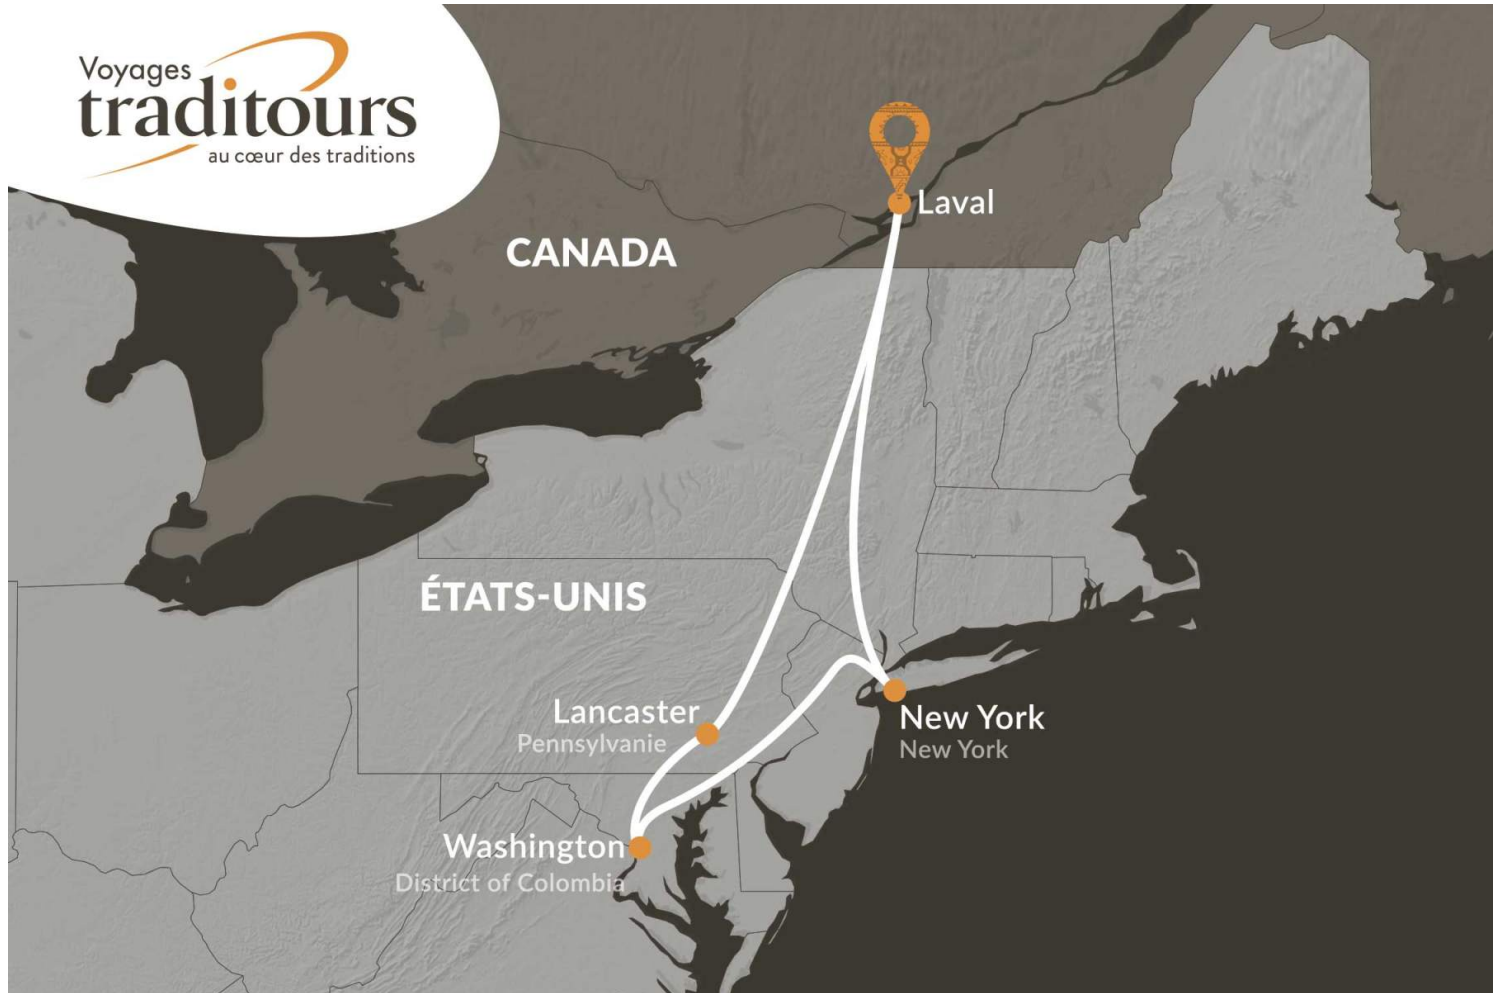 Voyages
traditours
au cœur des traditions
Laval
CANADA
ÉTATS-UNIS
Lancaster
Pennsylvanie
New York
New York
Washington
District of Colombia